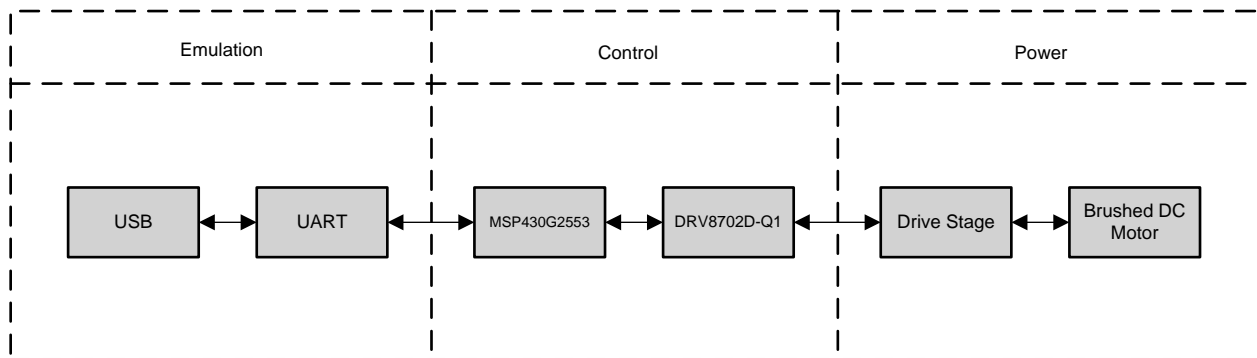 Emulation
Control
Power
USB
UART
MSP430G2553
DRV8702D-Q1
Drive Stage
Brushed DC
Motor